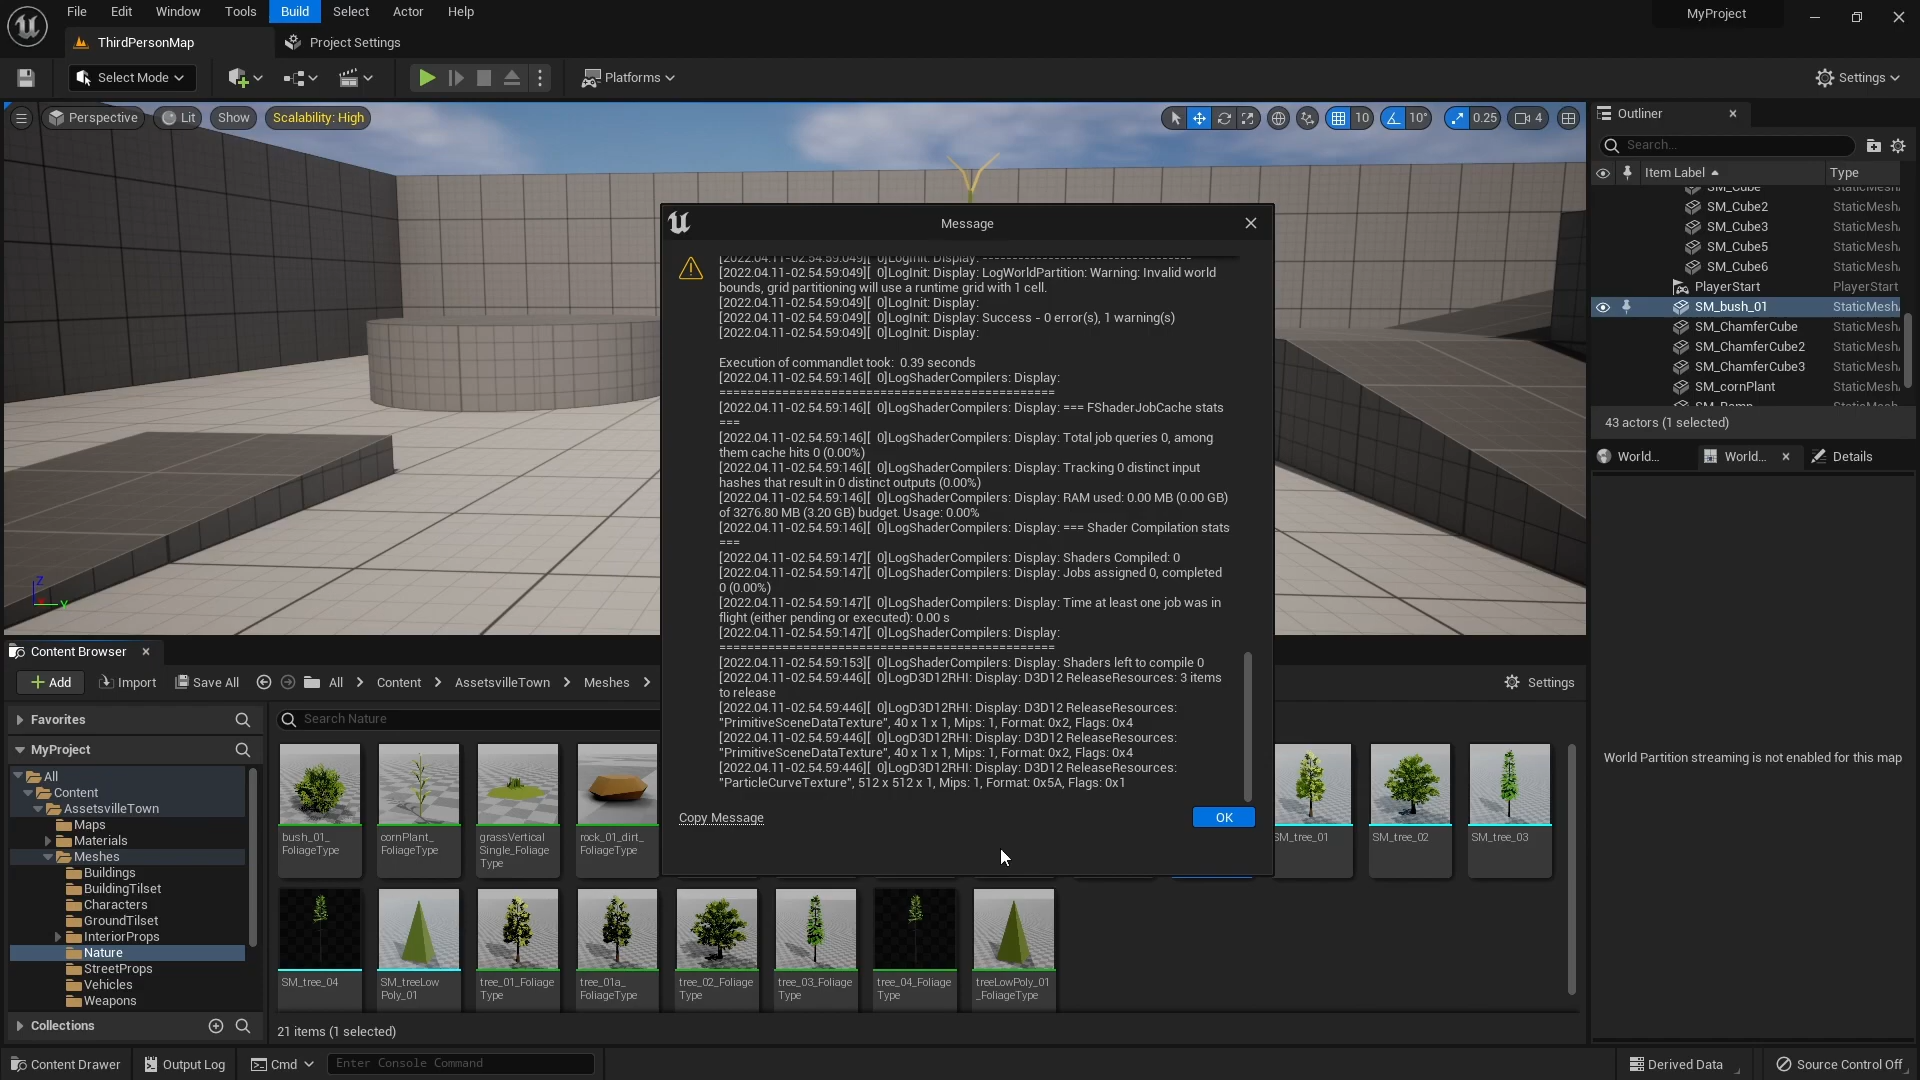 File Edit Window Tools Build Select Actor Help
MyProject
ThirdPersonMap
Project Settings
Select Mode
Platforms
Settings
Perspective
Lit
Show
Scalability: High
10
10°
0.25
4
Outliner
Search...
Item Label
Type
SM_Cube StaticMesh
SM_Cube2 StaticMesh
SM_Cube3 StaticMesh
SM_Cube5 StaticMesh
SM_Cube6 StaticMesh
PlayerStart PlayerStart
SM_bush_01 StaticMesh
SM_ChamferCube StaticMesh
SM_ChamferCube2 StaticMesh
SM_ChamferCube3 StaticMesh
SM_cornPlant StaticMesh
43 actors (1 selected)
World...
World...
Details
World Partition streaming is not enabled for this map
Message
[2022.04.11-02.54.59:049][  0]LogInit: Display: -----------------------------------
[2022.04.11-02.54.59:049][  0]LogInit: Display: LogWorldPartition: Warning: Invalid world
bounds, grid partitioning will use a runtime grid with 1 cell.
[2022.04.11-02.54.59:049][  0]LogInit: Display:
[2022.04.11-02.54.59:049][  0]LogInit: Display: Success - 0 error(s), 1 warning(s)
[2022.04.11-02.54.59:049][  0]LogInit: Display:
Execution of commandlet took:  0.39 seconds
[2022.04.11-02.54.59:146][  0]LogShaderCompilers: Display:
================================================
[2022.04.11-02.54.59:146][  0]LogShaderCompilers: Display: === FShaderJobCache stats
===
[2022.04.11-02.54.59:146][  0]LogShaderCompilers: Display: Total job queries 0, among
them cache hits 0 (0.00%)
[2022.04.11-02.54.59:146][  0]LogShaderCompilers: Display: Tracking 0 distinct input
hashes that result in 0 distinct outputs (0.00%)
[2022.04.11-02.54.59:146][  0]LogShaderCompilers: Display: RAM used: 0.00 MB (0.00 GB)
of 3276.80 MB (3.20 GB) budget. Usage: 0.00%
[2022.04.11-02.54.59:146][  0]LogShaderCompilers: Display: === Shader Compilation stats
===
[2022.04.11-02.54.59:147][  0]LogShaderCompilers: Display: Shaders Compiled: 0
[2022.04.11-02.54.59:147][  0]LogShaderCompilers: Display: Jobs assigned 0, completed
0 (0.00%)
[2022.04.11-02.54.59:147][  0]LogShaderCompilers: Display: Time at least one job was in
flight (either pending or executed): 0.00 s
[2022.04.11-02.54.59:147][  0]LogShaderCompilers: Display:
================================================
[2022.04.11-02.54.59:153][  0]LogShaderCompilers: Display: Shaders left to compile 0
[2022.04.11-02.54.59:446][  0]LogD3D12RHI: Display: D3D12 ReleaseResources: 3 items
to release
[2022.04.11-02.54.59:446][  0]LogD3D12RHI: Display: D3D12 ReleaseResources:
"PrimitiveSceneDataTexture", 40 x 1 x 1, Mips: 1, Format: 0x2, Flags: 0x4
[2022.04.11-02.54.59:446][  0]LogD3D12RHI: Display: D3D12 ReleaseResources:
"PrimitiveSceneDataTexture", 40 x 1 x 1, Mips: 1, Format: 0x2, Flags: 0x4
[2022.04.11-02.54.59:446][  0]LogD3D12RHI: Display: D3D12 ReleaseResources:
"ParticleCurveTexture", 512 x 512 x 1, Mips: 1, Format: 0x5A, Flags: 0x1
Copy Message
OK
Content Browser
Add
Import
Save All
All > Content > AssetsvilleTown > Meshes >
Settings
Favorites
MyProject
All
Content
AssetsvilleTown
Maps
Materials
Meshes
Buildings
BuildingTilset
Characters
GroundTilset
InteriorProps
Nature
StreetProps
Vehicles
Weapons
Collections
Search Nature
bush_01_
FoliageType
cornPlant_
FoliageType
grassVertical
Single_Foliage
Type
rock_01_dirt_
FoliageType
SM_tree_01
SM_tree_02
SM_tree_03
SM_tree_04
SM_treeLow
Poly_01
tree_01_Foliage
Type
tree_01a_
FoliageType
tree_02_Foliage
Type
tree_03_Foliage
Type
tree_04_Foliage
Type
treeLowPoly_01
_FoliageType
21 items (1 selected)
Content Drawer
Output Log
Cmd
Enter Console Command
Derived Data
Source Control Off
Z
Y